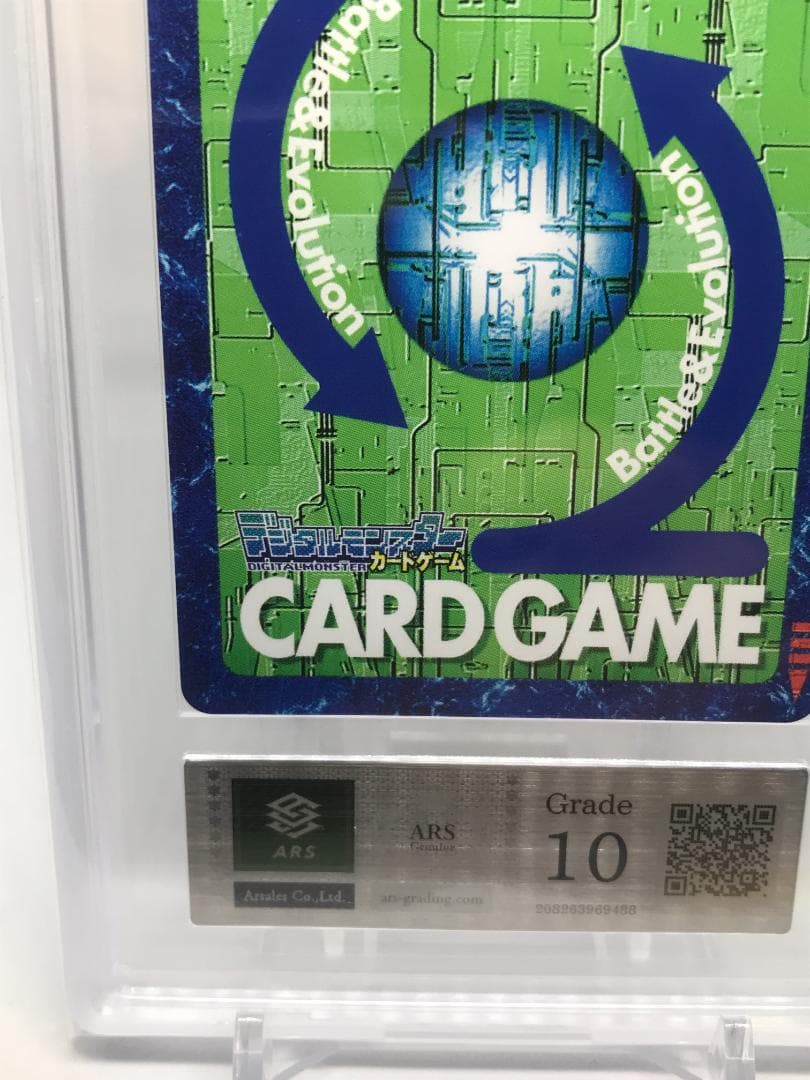 Battle&Evolution
Battle&Evolution
デジタルモンスター
DIGITALMONSTER カードゲーム
CARD GAME
ARS
Arsales Co.,Ltd.
ARS
ars-grading.com
Grade
10
208263969488